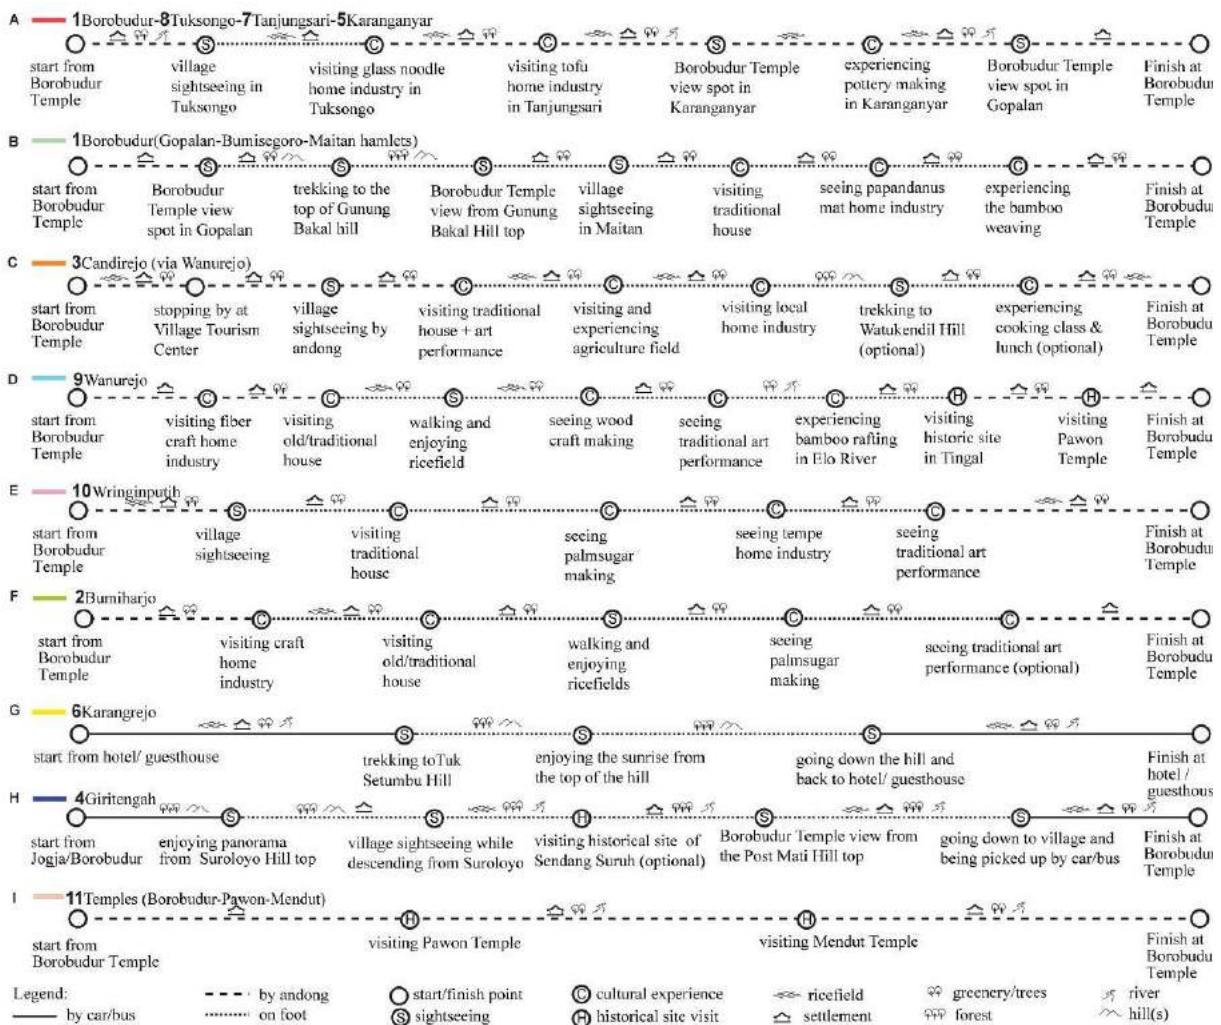 A 1Borobudur-8Tuksongo-7Tanjungsari-5Karanganyar
S C C S C S
start from
Borobudur
Temple
village
sightseeing in
Tuksongo
visiting glass noodle
home industry in
Tuksongo
visiting tofu
home industry
in Tanjungsari
Borobudur Temple
view spot in
Karanganyar
experiencing
pottery making
in Karanganyar
Borobudur Temple
view spot in
Gopalan
Finish at
Borobudur
Temple
B 1Borobudur(Gopalan-Bumisegoro-Maitan hamlets)
S S S S C C C
start from
Borobudur
Temple
Borobudur
Temple view
spot in Gopalan
trekking to the
top of Gunung
Bakal hill
Borobudur Temple
view from Gunung
Bakal Hill top
village
sightseeing
in Maitan
visiting
traditional
house
seeing papandanus
mat home industry
experiencing
the bamboo
weaving
Finish at
Borobudur
Temple
C 3Candirejo (via Wanurejo)
S C C C S C
start from
Borobudur
Temple
stopping by at
Village Tourism
Center
village
sightseeing by
andong
visiting traditional
house + art
performance
visiting and
experiencing
agriculture field
visiting local
home industry
trekking to
Watukendil Hill
(optional)
experiencing
cooking class &
lunch (optional)
Finish at
Borobudur
Temple
D 9Wanurejo
C C S C C C H H
start from
Borobudur
Temple
visiting fiber
craft home
industry
visiting
old/traditional
house
walking and
enjoying
ricefield
seeing wood
craft making
seeing
traditional art
performance
experiencing
bamboo rafting
in Elo River
visiting
historic site
in Tingal
visiting
Pawon
Temple
Finish at
Borobudur
Temple
E 10Wringinputih
S C C C C
start from
Borobudur
Temple
village
sightseeing
visiting
traditional
house
seeing
palmsugar
making
seeing tempe
home industry
seeing
traditional art
performance
Finish at
Borobudur
Temple
F 2Bumiharjo
C C S C C
start from
Borobudur
Temple
visiting craft
home
industry
visiting
old/traditional
house
walking and
enjoying
ricefields
seeing
palmsugar
making
seeing traditional art
performance (optional)
Finish at
Borobudur
Temple
G 6Karangrejo
S S S
start from hotel/ guesthouse
trekking toTuk
Setumbu Hill
enjoying the sunrise from
the top of the hill
going down the hill and
back to hotel/ guesthouse
Finish at
hotel /
guesthous
H 4Giritengah
S S H S S
start from
Jogja/Borobudur
enjoying panorama
from Suroloyo Hill top
village sightseeing while
descending from Suroloyo
visiting historical site of
Sendang Suruh (optional)
Borobudur Temple view from
the Post Mati Hill top
going down to village and
being picked up by car/bus
Finish at
Borobudur
Temple
I 11Temples (Borobudur-Pawon-Mendut)
H H
start from
Borobudur Temple
visiting Pawon Temple
visiting Mendut Temple
Finish at
Borobudur
Temple
Legend:
by car/bus
by andong
on foot
start/finish point
S sightseeing
C cultural experience
H historical site visit
ricefield
settlement
greenery/trees
forest
river
hill(s)